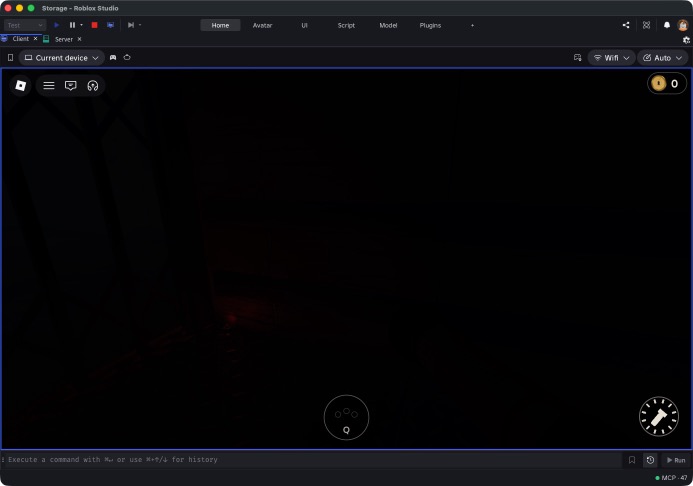 Storage - Roblox Studio
Test
Home
Avatar
UI
Script
Model
Plugins
+
Client ×
Server ×
Current device
Wifi
Auto
0
Q
Execute a command with ⌘↵ or use ⌘+↑/↓ for history
Run
MCP · 47